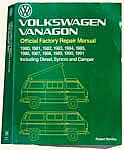 VOLKSWAGEN
VANAGON
Official Factory Repair Manual
1980, 1981, 1982, 1983, 1984, 1985,
1986, 1987, 1988, 1989, 1990, 1991
Including Diesel, Syncro and Camper
Robert Bentley